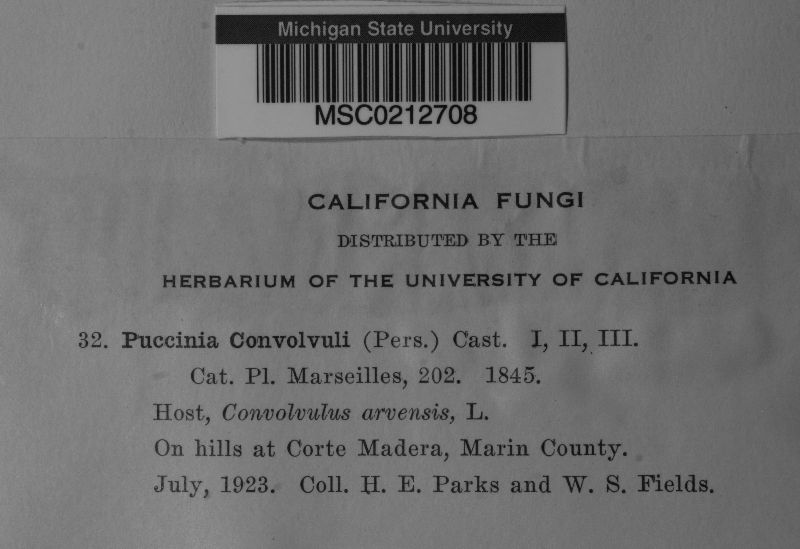 Michigan State University
MSC0212708
CALIFORNIA FUNGI
DISTRIBUTED BY THE
HERBARIUM OF THE UNIVERSITY OF CALIFORNIA
32. Puccinia Convolvuli (Pers.) Cast. I, II, III.
Cat. Pl. Marseilles, 202. 1845.
Host, Convolvulus arvensis, L.
On hills at Corte Madera, Marin County.
July, 1923. Coll. H. E. Parks and W. S. Fields.